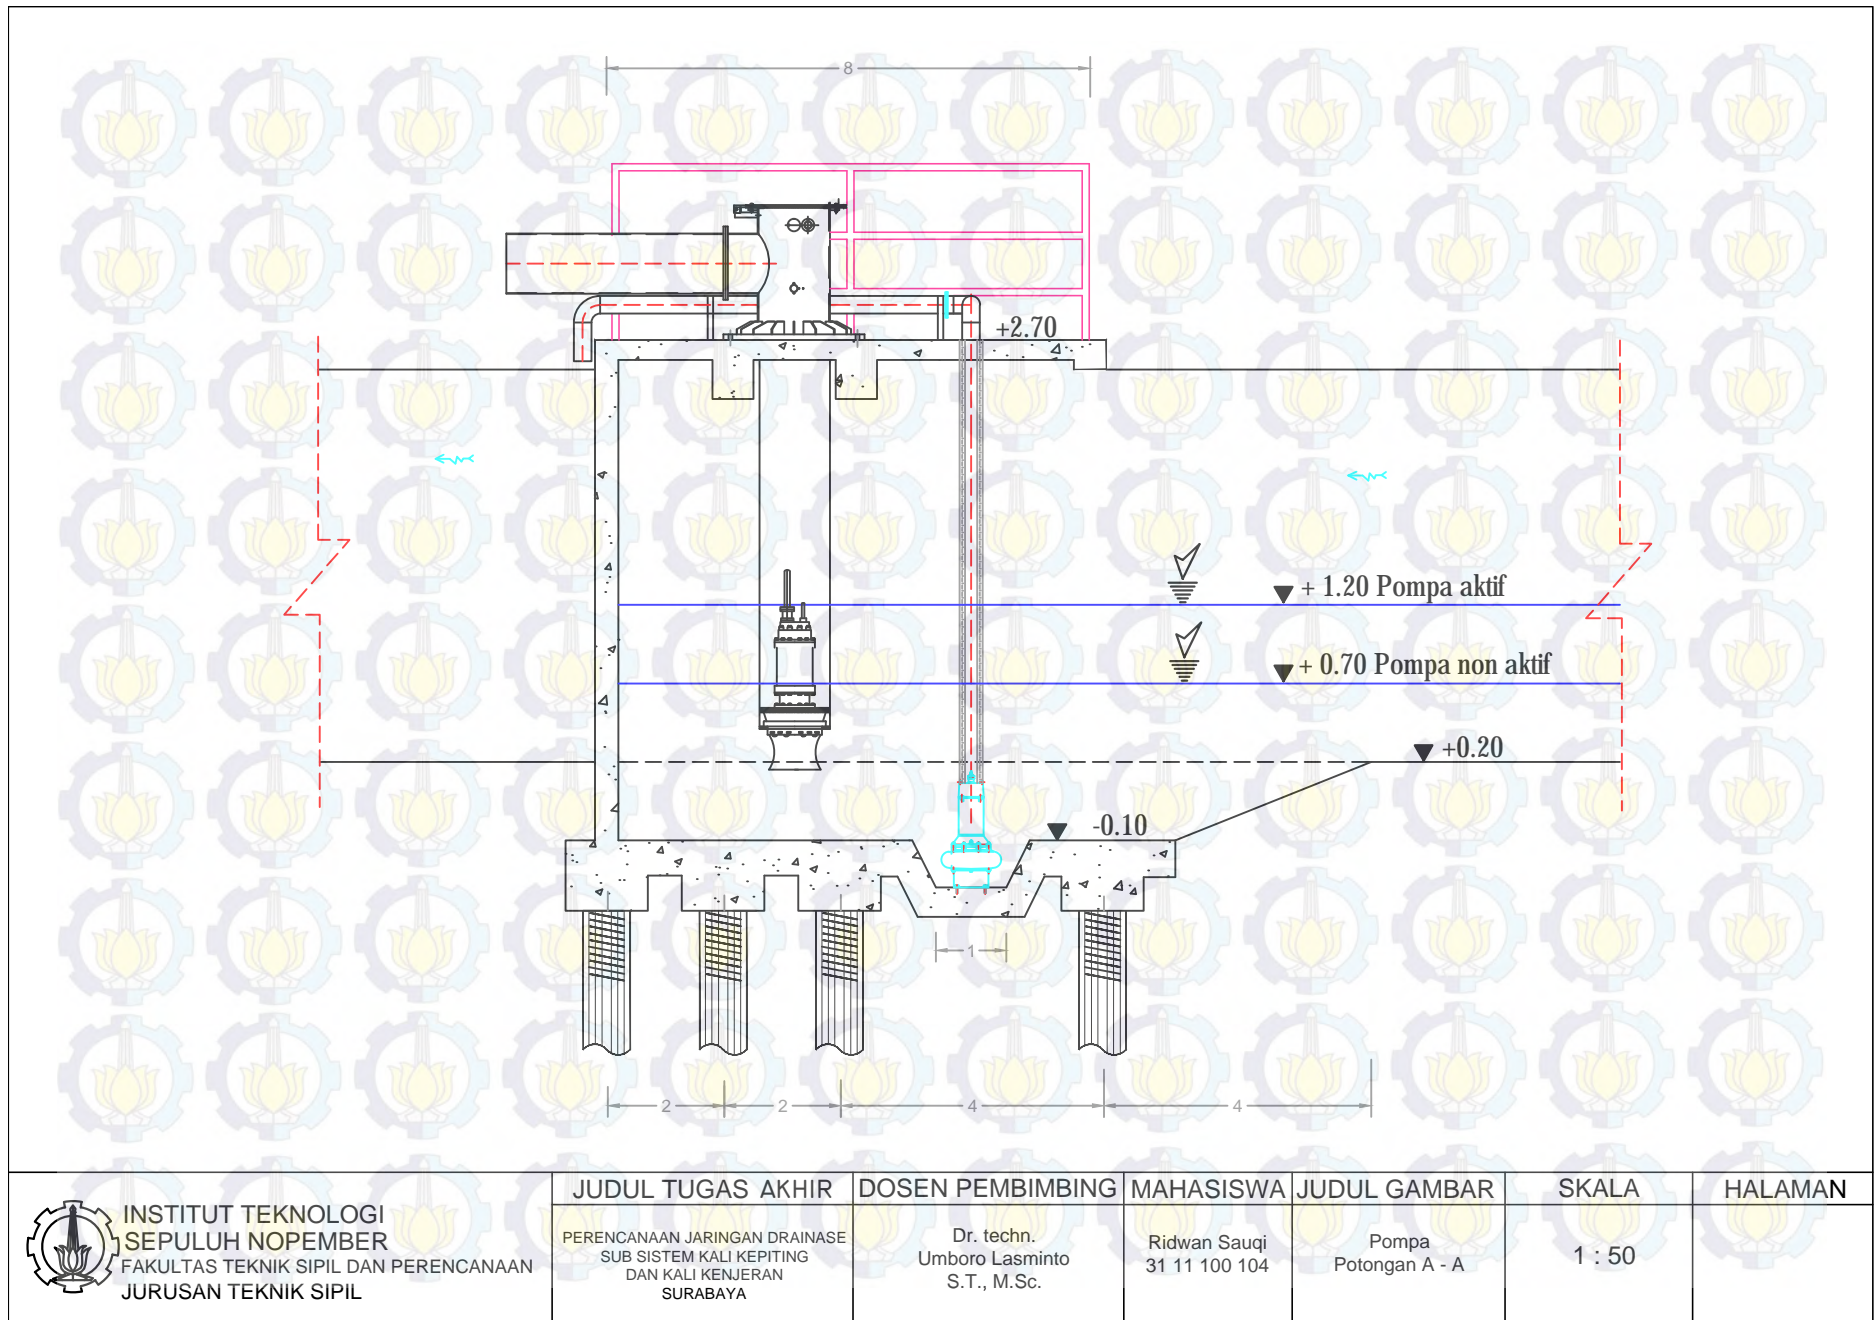 8
+2.70
+ 1.20 Pompa aktif
+ 0.70 Pompa non aktif
+0.20
-0.10
1
2
2
4
4
INSTITUT TEKNOLOGI
SEPULUH NOPEMBER
FAKULTAS TEKNIK SIPIL DAN PERENCANAAN
JURUSAN TEKNIK SIPIL
JUDUL TUGAS AKHIR
PERENCANAAN JARINGAN DRAINASE
SUB SISTEM KALI KEPITING
DAN KALI KENJERAN
SURABAYA
DOSEN PEMBIMBING
Dr. techn.
Umboro Lasminto
S.T., M.Sc.
MAHASISWA
Ridwan Sauqi
31 11 100 104
JUDUL GAMBAR
Pompa
Potongan A - A
SKALA
1 : 50
HALAMAN